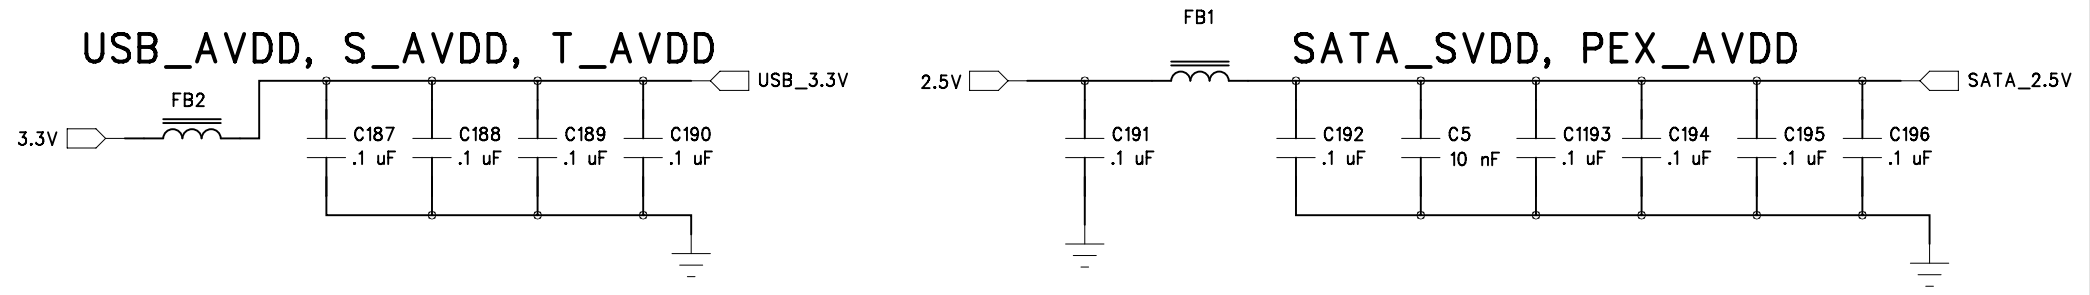 USB_AVDD, S_AVDD, T_AVDD
FB2
3.3V
USB_3.3V
C187
.1 uF
C188
.1 uF
C189
.1 uF
C190
.1 uF
FB1
SATA_SVDD, PEX_AVDD
2.5V
SATA_2.5V
C191
.1 uF
C192
.1 uF
C5
10 nF
C1193
.1 uF
C194
.1 uF
C195
.1 uF
C196
.1 uF